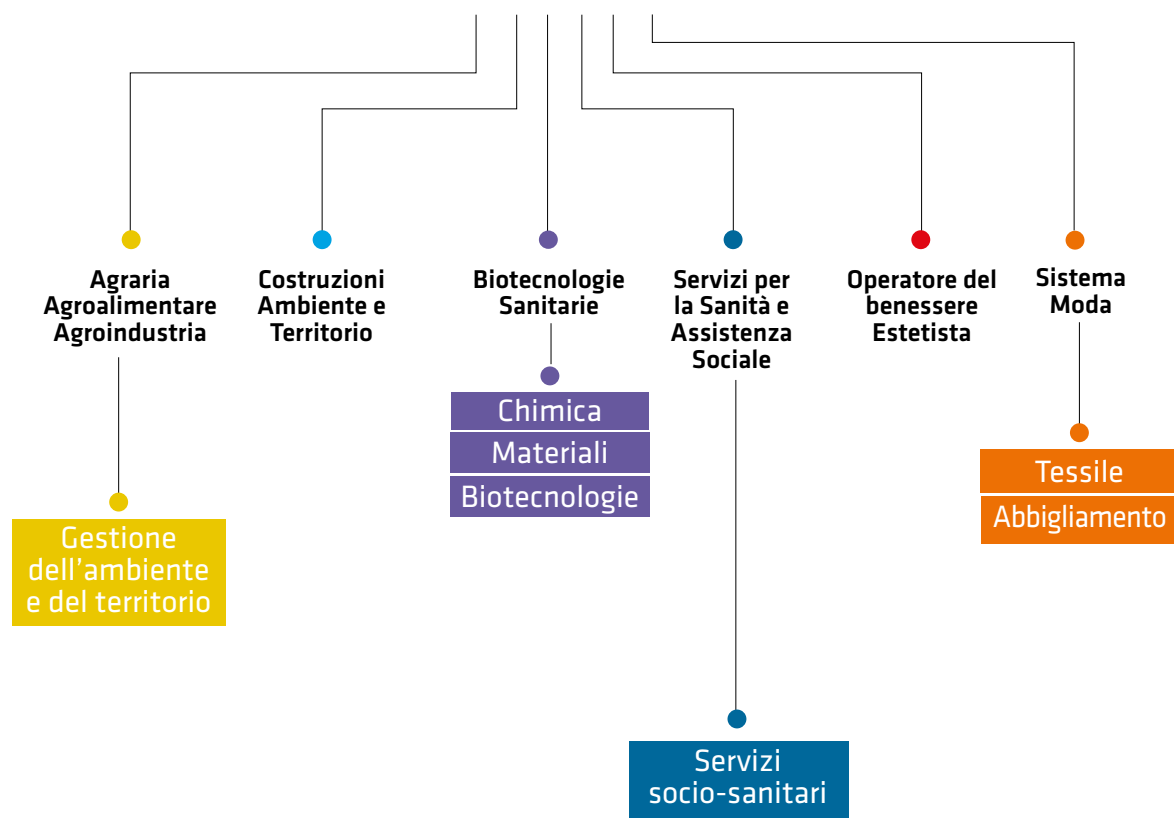 Agraria
Agroalimentare
Agroindustria
Costruzioni
Ambiente e
Territorio
Biotecnologie
Sanitarie
Servizi per
la Sanità e
Assistenza
Sociale
Operatore del
benessere
Estetista
Sistema
Moda
Chimica
Materiali
Biotecnologie
Tessile
Abbigliamento
Gestione
dell'ambiente
e del territorio
Servizi
socio-sanitari